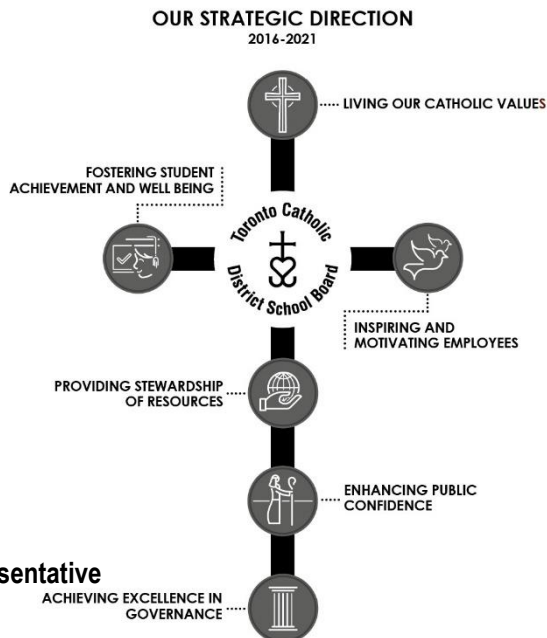 OUR STRATEGIC DIRECTION
2016-2021
LIVING OUR CATHOLIC VALUES
FOSTERING STUDENT
ACHIEVEMENT AND WELL BEING
Toronto Catholic
District School Board
INSPIRING AND
MOTIVATING EMPLOYEES
PROVIDING STEWARDSHIP
OF RESOURCES
ENHANCING PUBLIC
CONFIDENCE
sentative
ACHIEVING EXCELLENCE IN
GOVERNANCE